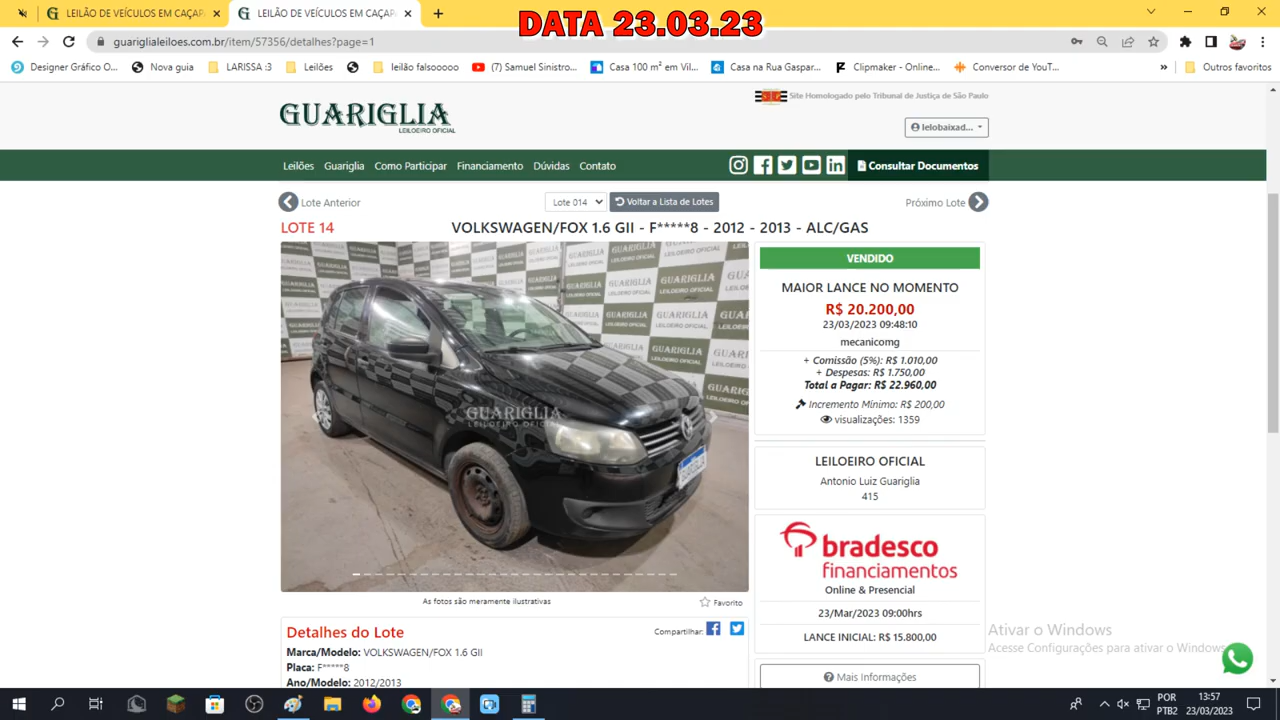 LEILÃO DE VEÍCULOS EM CAÇAP
LEILÃO DE VEÍCULOS EM CAÇAP
DATA 23.03.23
guariglialeiloes.com.br/item/57356/detalhes?page=1
Designer Gráfico O...
Nova guia
LARISSA :3
Leilões
leilão falsooooo
(7) Samuel Sinistro...
Casa 100 m² em Vil...
Casa na Rua Gaspar...
Clipmaker - Online...
Conversor de YouT...
»
Outros favoritos
GUARIGLIA
LEILOEIRO OFICIAL
Site Homologado pelo Tribunal de Justiça de São Paulo
lelobaixad...
Leilões
Guariglia
Como Participar
Financiamento
Dúvidas
Contato
Consultar Documentos
Lote Anterior
Lote 014
Voltar a Lista de Lotes
Próximo Lote
LOTE 14
VOLKSWAGEN/FOX 1.6 GII - F*****8 - 2012 - 2013 - ALC/GAS
GUARIGLIA
LEILOEIRO OFICIAL
As fotos são meramente ilustrativas
Favorito
Detalhes do Lote
Compartilhar:
Marca/Modelo: VOLKSWAGEN/FOX 1.6 GII
Placa: F*****8
Ano/Modelo: 2012/2013
VENDIDO
MAIOR LANCE NO MOMENTO
R$ 20.200,00
23/03/2023 09:48:10
mecanicomg
+ Comissão (5%): R$ 1.010,00
+ Despesas: R$ 1.750,00
Total a Pagar: R$ 22.960,00
Incremento Mínimo: R$ 200,00
visualizações: 1359
LEILOEIRO OFICIAL
Antonio Luiz Guariglia
415
bradesco
financiamentos
Online & Presencial
23/Mar/2023 09:00hrs
LANCE INICIAL: R$ 15.800,00
Mais Informações
Ativar o Windows
Acesse Configurações para ativar o Windows.
POR
PTB2
13:57
23/03/2023